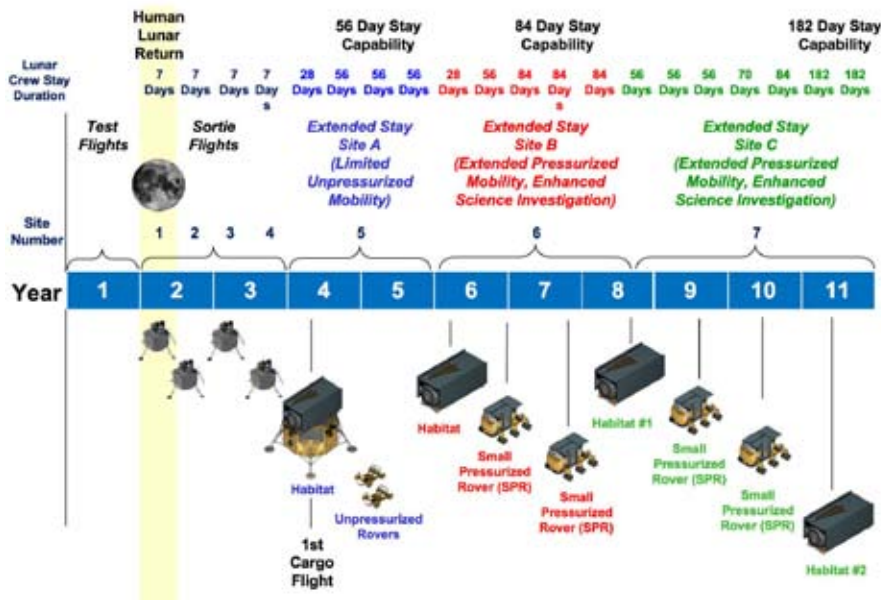 Human
Lunar
Return
56 Day Stay
Capability
84 Day Stay
Capability
182 Day Stay
Capability
Lunar
Crew Stay
Duration
7
Days
7
Days
7
Days
7
Day
s
28
Days
56
Days
56
Days
56
Days
28
Days
56
Days
84
Days
84
Day
s
84
Days
56
Days
56
Days
56
Days
70
Days
84
Days
182
Days
182
Days
Test
Flights
Sortie
Flights
Extended Stay
Site A
(Limited
Unpressurized
Mobility)
Extended Stay
Site B
(Extended Pressurized
Mobility, Enhanced
Science Investigation)
Extended Stay
Site C
(Extended Pressurized
Mobility, Enhanced
Science Investigation)
Site
Number
1 2 3 4 5 6 7
Year 1 2 3 4 5 6 7 8 9 10 11
Habitat
Unpressurized
Rovers
1st
Cargo
Flight
Habitat
Small
Pressurized
Rover (SPR)
Small
Pressurized
Rover (SPR)
Habitat #1
Small
Pressurized
Rover (SPR)
Small
Pressurized
Rover (SPR)
Habitat #2